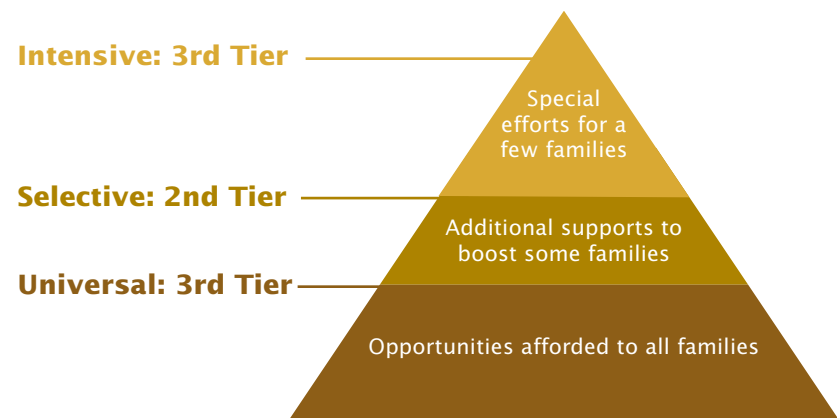 Intensive: 3rd Tier
Special
efforts for a
few families
Selective: 2nd Tier
Additional supports to
boost some families
Universal: 3rd Tier
Opportunities afforded to all families